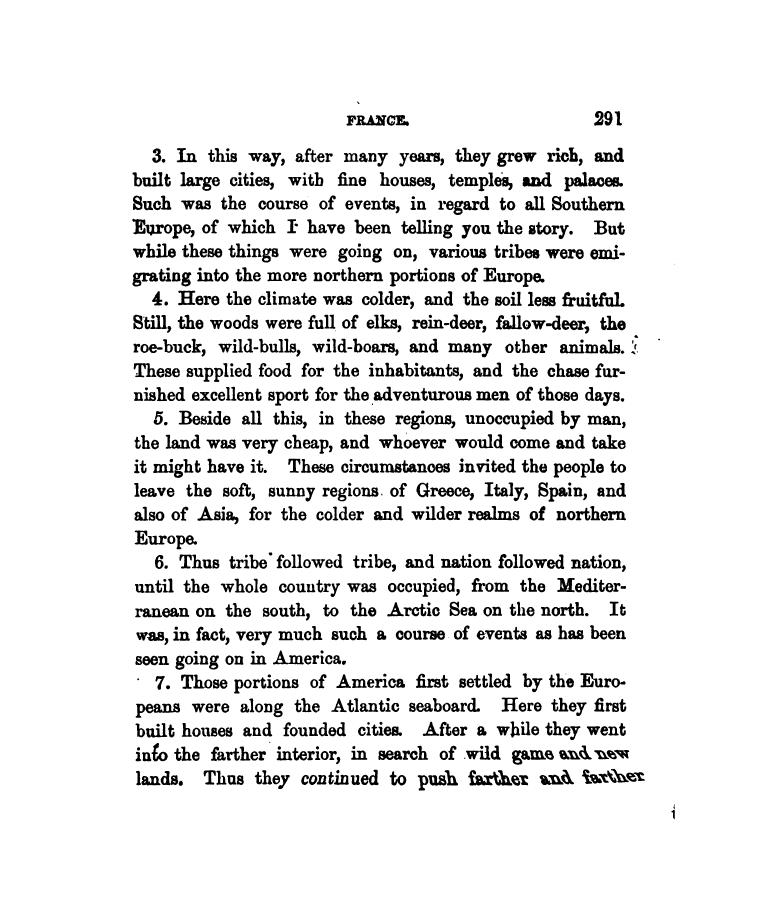 FRANCE. 291
3. In this way, after many years, they grew rich, and
built large cities, with fine houses, temples, and palaces.
Such was the course of events, in regard to all Southern
Europe, of which I have been telling you the story. But
while these things were going on, various tribes were emi-
grating into the more northern portions of Europe.
4. Here the climate was colder, and the soil less fruitful.
Still, the woods were full of elks, rein-deer, fallow-deer, the
roe-buck, wild-bulls, wild-boars, and many other animals.
These supplied food for the inhabitants, and the chase fur-
nished excellent sport for the adventurous men of those days.
5. Beside all this, in these regions, unoccupied by man,
the land was very cheap, and whoever would come and take
it might have it. These circumstances invited the people to
leave the soft, sunny regions of Greece, Italy, Spain, and
also of Asia, for the colder and wilder realms of northern
Europe.
6. Thus tribe followed tribe, and nation followed nation,
until the whole country was occupied, from the Mediter-
ranean on the south, to the Arctic Sea on the north. It
was, in fact, very much such a course of events as has been
seen going on in America.
7. Those portions of America first settled by the Euro-
peans were along the Atlantic seaboard. Here they first
built houses and founded cities. After a while they went
into the farther interior, in search of wild game and new
lands. Thus they continued to push farther and farther